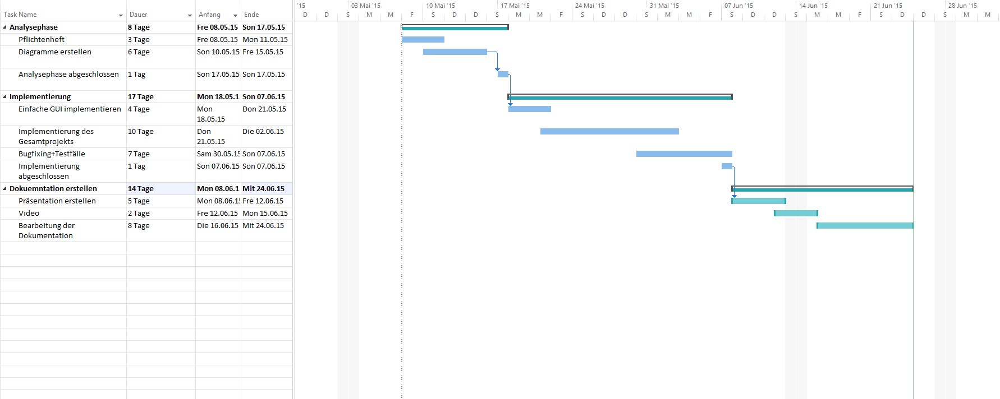 '15 03 Mai '15 10 Mai '15 17 Mai '15 24 Mai '15 31 Mai '15 07 Jun '15 14 Jun '15 21 Jun '15 28 Jun '15
Task Name Dauer Anfang Ende D D S M M F S D D S M M F S D D S M M F S D D S M M F S D D S M M
Analysephase 8 Tage Fre 08.05.15 Son 17.05.15
Pflichtenheft 3 Tage Fre 08.05.15 Mon 11.05.15
Diagramme erstellen 6 Tage Son 10.05.15 Fre 15.05.15
Analysephase abgeschlossen 1 Tag Son 17.05.15 Son 17.05.15
Implementierung 17 Tage Mon 18.05.1 Son 07.06.15
Einfache GUI implementieren 4 Tage Mon Don 21.05.15
18.05.15
Implementierung des 10 Tage Don Die 02.06.15
Gesamtprojekts 21.05.15
Bugfixing+Testfälle 7 Tage Sam 30.05.15 Son 07.06.15
Implementierung 1 Tag Son 07.06.15 Son 07.06.15
abgeschlossen
Dokuemntation erstellen 14 Tage Mon 08.06.1 Mit 24.06.15
Präsentation erstellen 5 Tage Mon 08.06.15 Fre 12.06.15
Video 2 Tage Fre 12.06.15 Mon 15.06.15
Bearbeitung der 8 Tage Die 16.06.15 Mit 24.06.15
Dokumentation